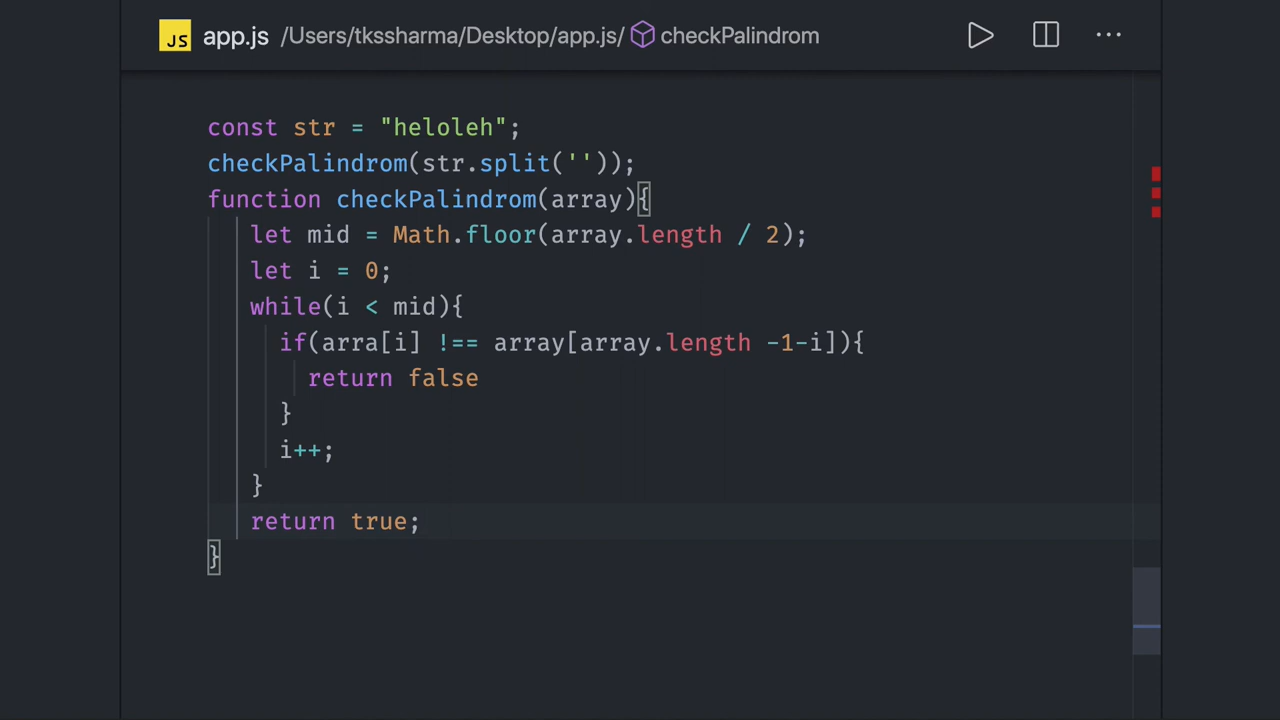 JS app.js /Users/tkssharma/Desktop/app.js/ checkPalindrom ...
const str = "heloleh";
checkPalindrom(str.split(''));
function checkPalindrom(array){
let mid = Math.floor(array.length / 2);
let i = 0;
while(i < mid){
if(arra[i] !== array[array.length -1-i]){
return false
}
i++;
}
return true;
}